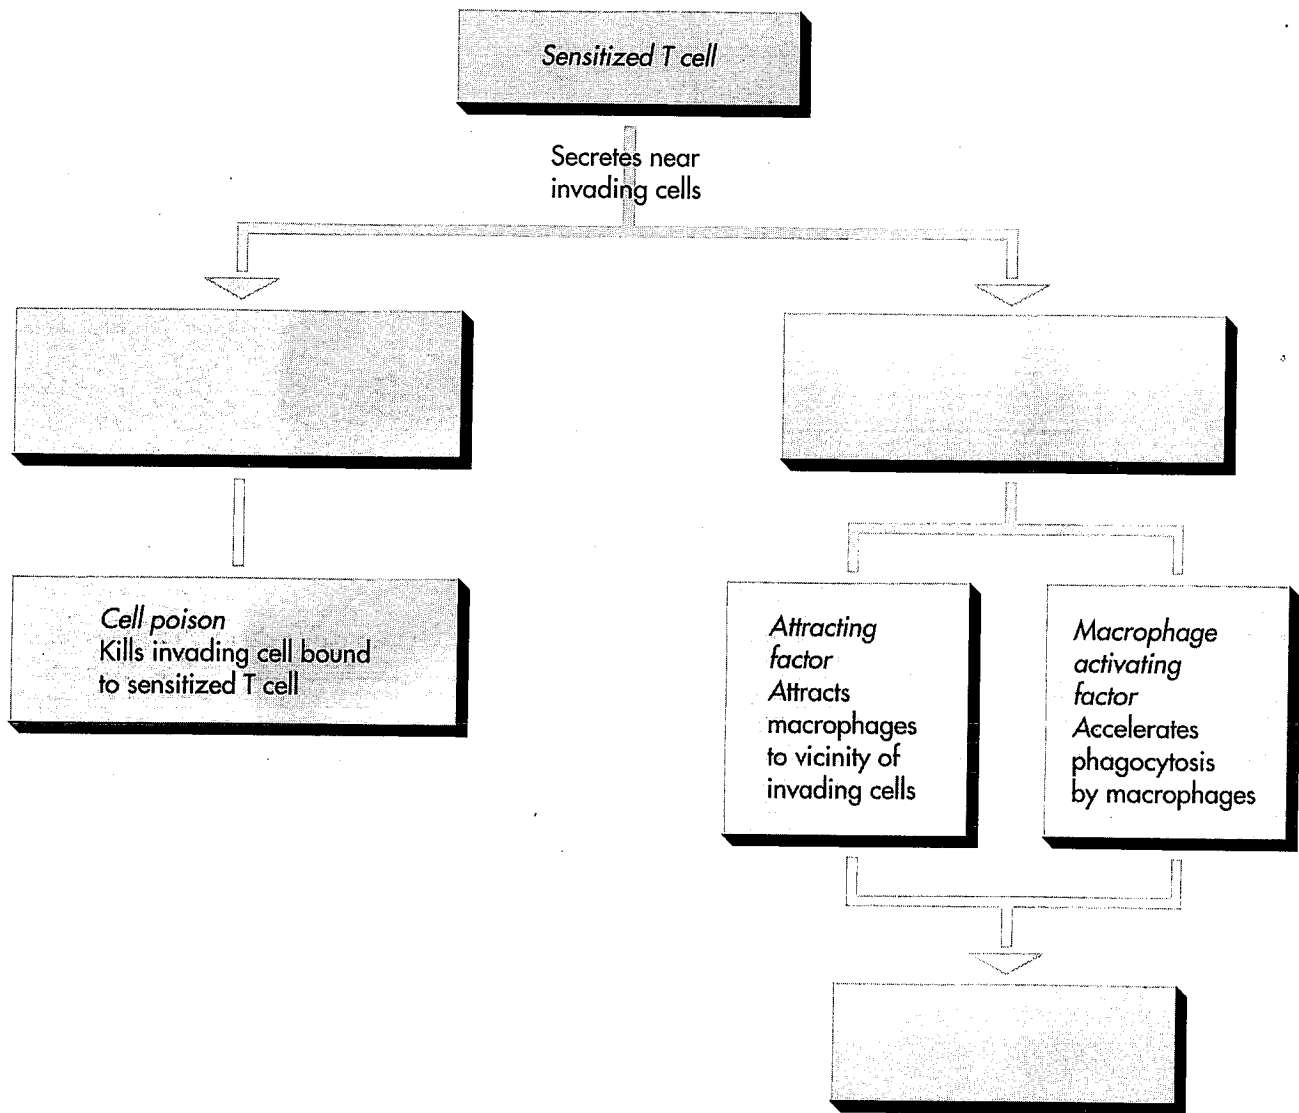 Sensitized T cell
Secretes near
invading cells
Cell poison
Kills invading cell bound
to sensitized T cell
Attracting
factor
Attracts
macrophages
to vicinity of
invading cells
Macrophage
activating
factor
Accelerates
phagocytosis
by macrophages